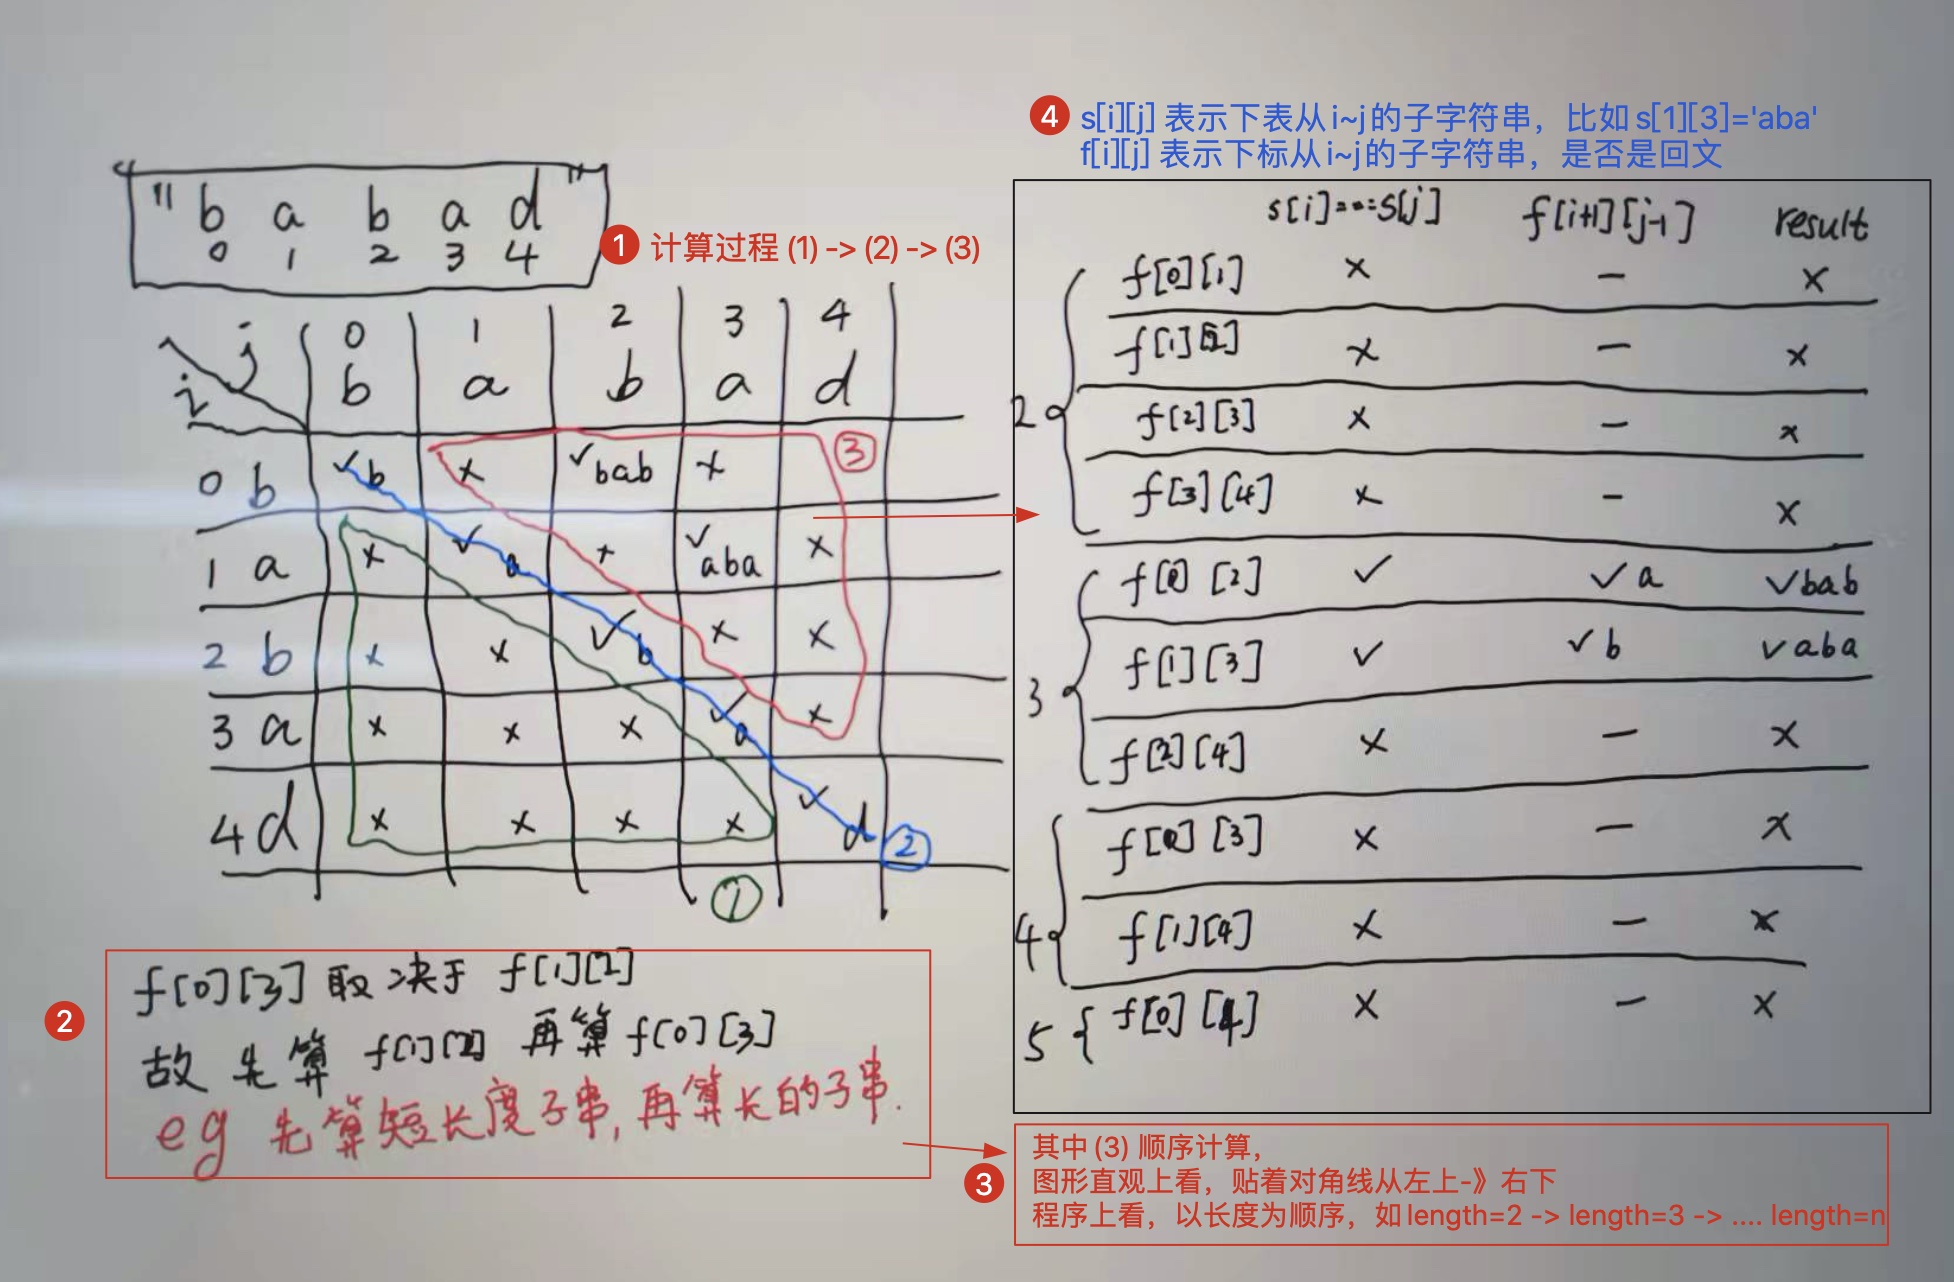 " b a b a d "
0 1 2 3 4
1 计算过程 (1) -> (2) -> (3)
j 0 1 2 3 4
i b a b a d
0 b ✓b × ✓bab × ③
1 a × ✓a × ✓aba ×
2 b × × ✓b × ×
3 a × × × ✓a ×
4 d × × × × ✓d ②
①
2
f[0][3] 取决于 f[1][2]
故 先算 f[1][2] 再算 f[0][3]
eg 先算短长度子串,再算长的子串.
4 s[i][j] 表示下表从 i~j 的子字符串，比如 s[1][3]='aba'
f[i][j] 表示下标从 i~j 的子字符串，是否是回文
s[i]==s[j] f[i+1][j-1] result
2 { f[0][1] × — ×
f[1][2] × — ×
f[2][3] × — ×
f[3][4] × — ×
3 { f[0][2] ✓ ✓a ✓bab
f[1][3] ✓ ✓b ✓aba
f[2][4] × — ×
4 { f[0][3] × — ×
f[1][4] × — ×
5 { f[0][4] × — ×
3 其中 (3) 顺序计算，
图形直观上看，贴着对角线从左上-》右下
程序上看，以长度为顺序，如 length=2 -> length=3 -> .... length=n